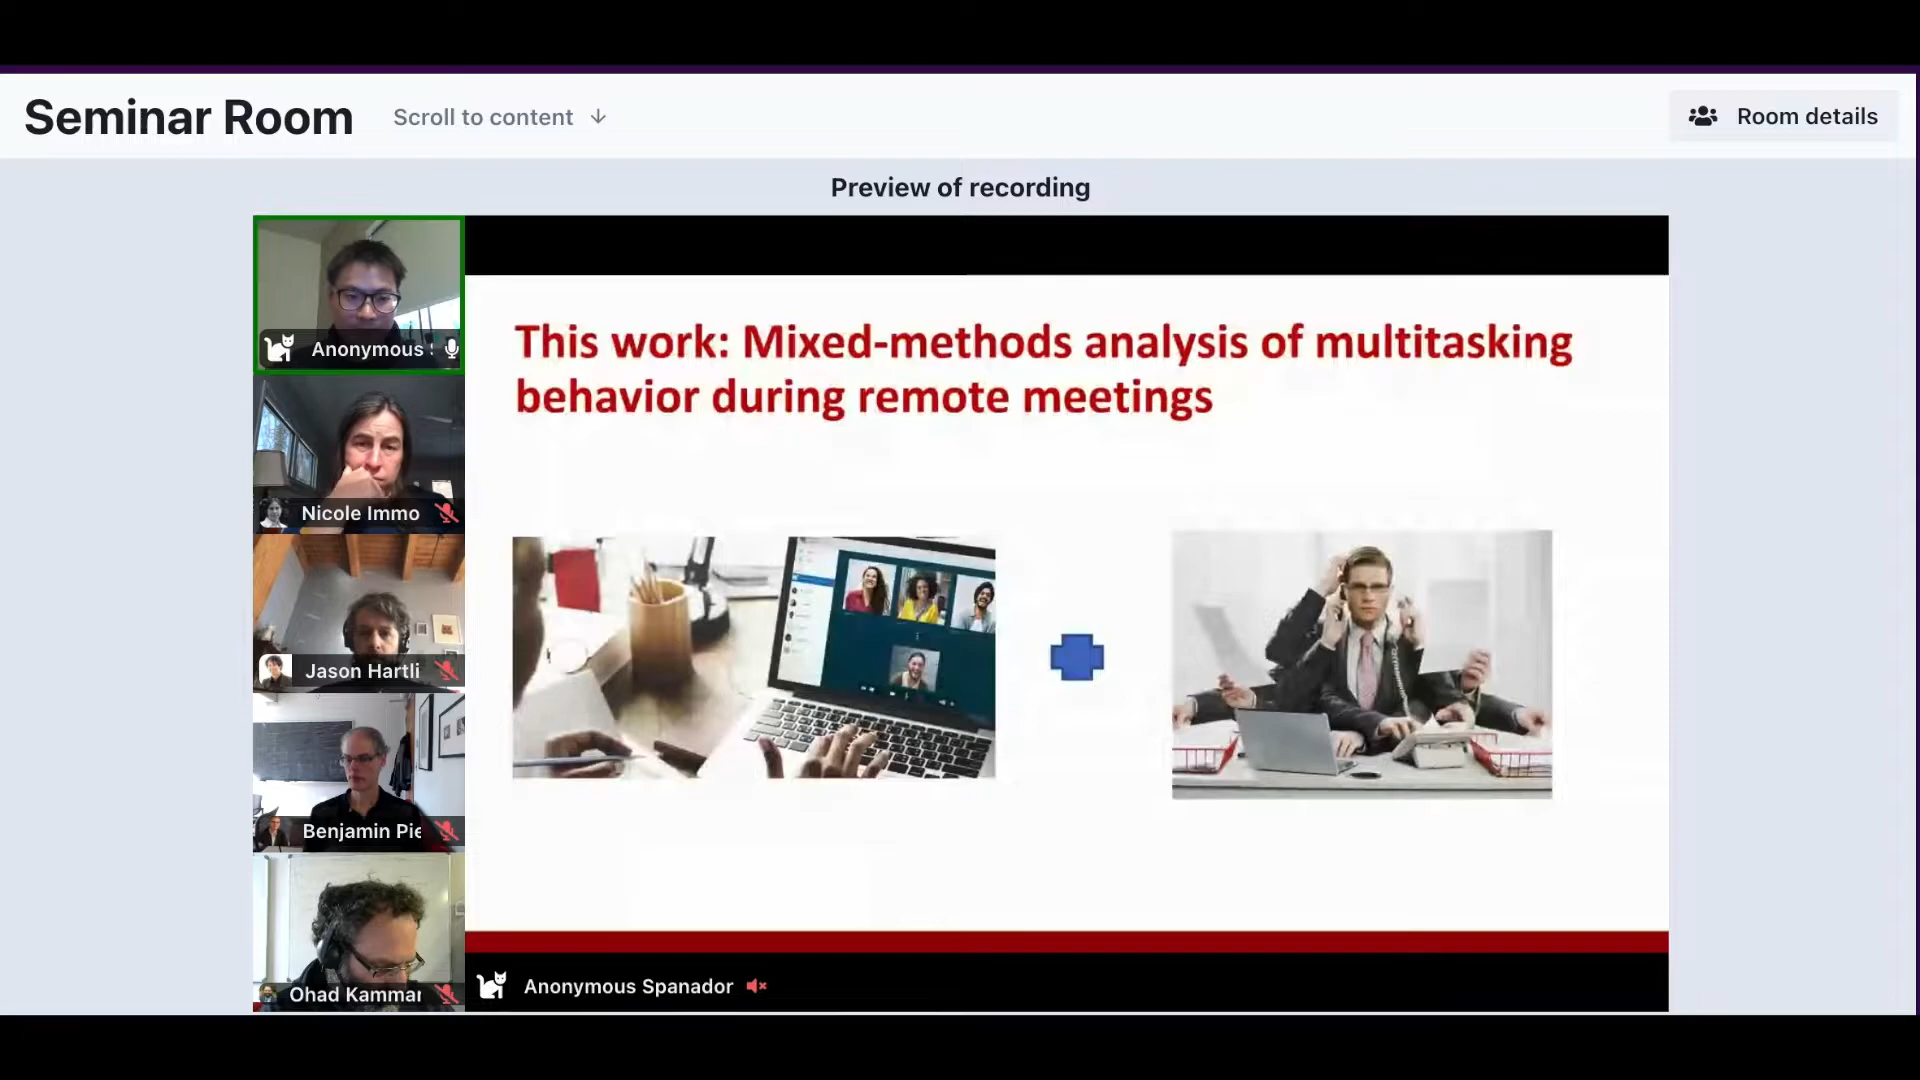 Seminar Room
Scroll to content
Room details
Preview of recording
Anonymous
Nicole Immo
Jason Hartli
Benjamin Pie
Ohad Kammar
This work: Mixed-methods analysis of multitasking
behavior during remote meetings
Anonymous Spanador